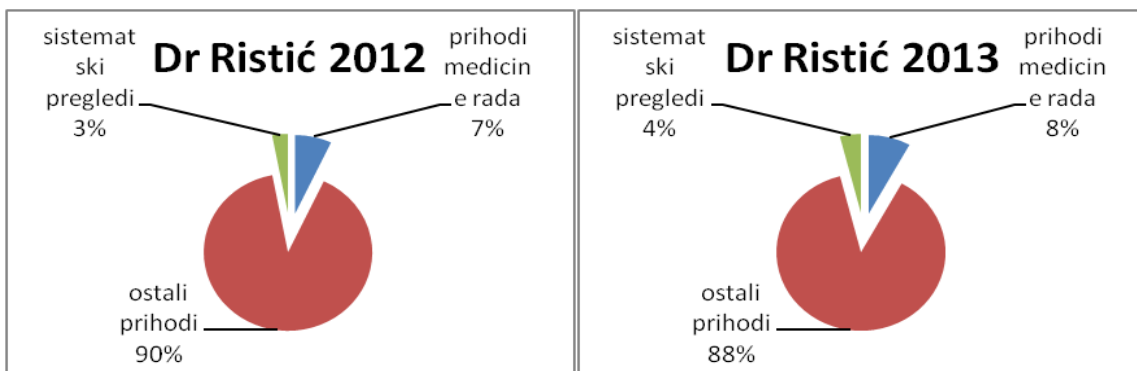 Dr Ristić 2012
sistemat
ski
pregledi
3%
prihodi
medicin
e rada
7%
ostali
prihodi
90%
Dr Ristić 2013
sistemat
ski
pregledi
4%
prihodi
medicin
e rada
8%
ostali
prihodi
88%